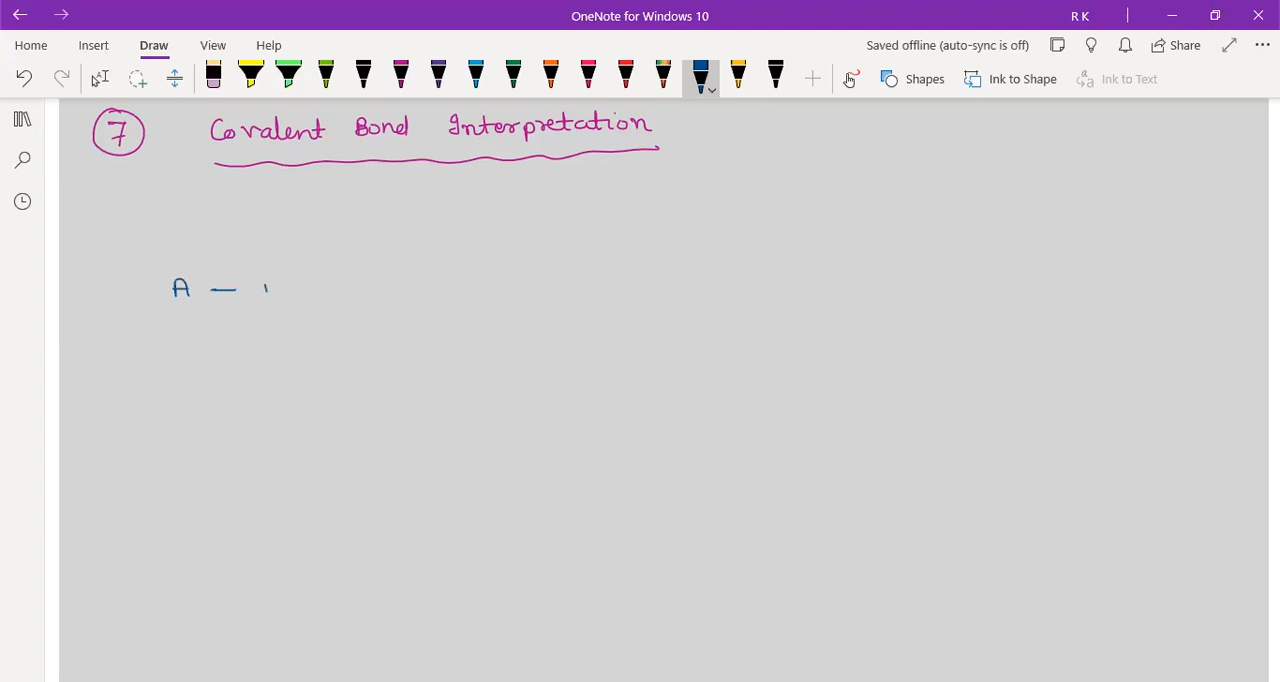 OneNote for Windows 10
R K
Home Insert Draw View Help
Saved offline (auto-sync is off)
Share
Shapes
Ink to Shape
Ink to Text
7 Covalent Bond Interpretation
A —